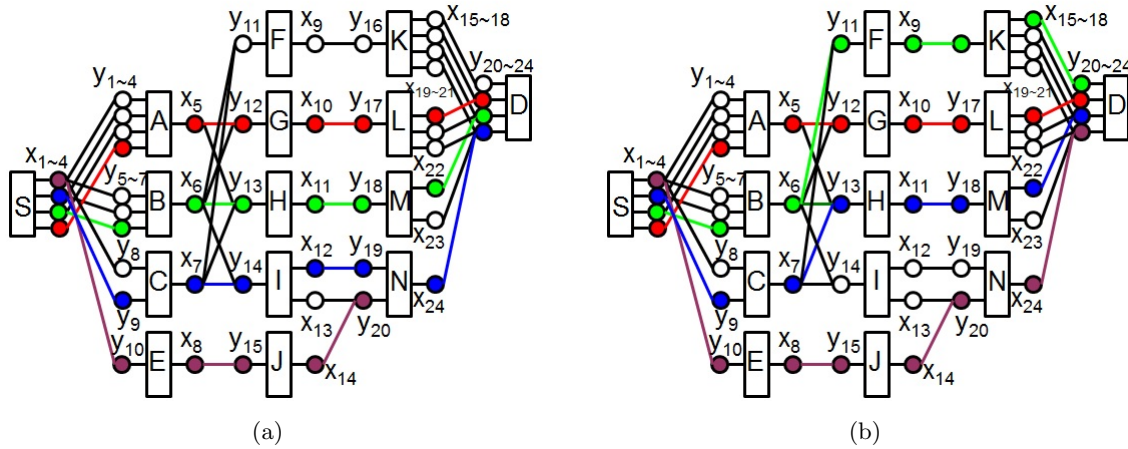 y11 x9 y16 x15~18
F K
y1~4 y20~24
x19~21 D
x5 y12 x10 y17
A G L
x1~4 y5~7 x22
x6 y13 x11 y18
S B H M
y8 x7 x12 y19 x23
y14
C I N
y9 x13 x24
y10 x8 y15 y20
E J x14
(a)
y11 x9 y16 x15~18
F K
y1~4 y20~24
x19~21 D
x5 y12 x10 y17
A G L
x1~4 y5~7 x22
x6 y13 x11 y18
S B H M
y8 x7 x12 y19 x23
y14
C I N
y9 x13 x24
y10 x8 y15 y20
E J x14
(b)